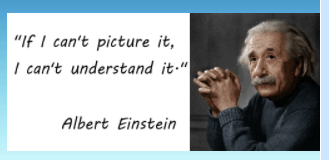 "If I can't picture it,
I can't understand it."
Albert Einstein